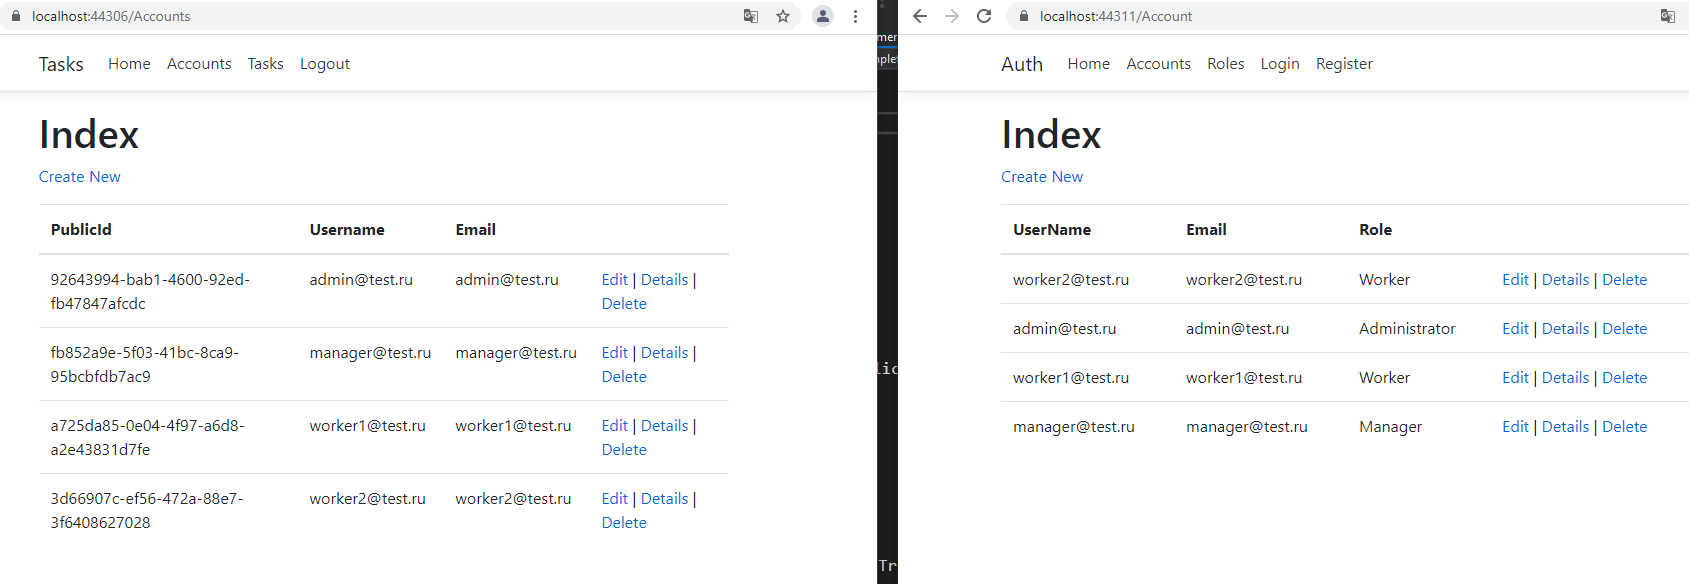 localhost:44306/Accounts
Tasks Home Accounts Tasks Logout
Index
Create New
PublicId Username Email
92643994-bab1-4600-92ed- admin@test.ru admin@test.ru Edit | Details |
fb47847afcdc Delete
fb852a9e-5f03-41bc-8ca9- manager@test.ru manager@test.ru Edit | Details |
95bcbfdb7ac9 Delete
a725da85-0e04-4f97-a6d8- worker1@test.ru worker1@test.ru Edit | Details |
a2e43831d7fe Delete
3d66907c-ef56-472a-88e7- worker2@test.ru worker2@test.ru Edit | Details |
3f6408627028 Delete
mer
nplet
lic
Tr
localhost:44311/Account
Auth Home Accounts Roles Login Register
Index
Create New
UserName Email Role
worker2@test.ru worker2@test.ru Worker Edit | Details | Delete
admin@test.ru admin@test.ru Administrator Edit | Details | Delete
worker1@test.ru worker1@test.ru Worker Edit | Details | Delete
manager@test.ru manager@test.ru Manager Edit | Details | Delete